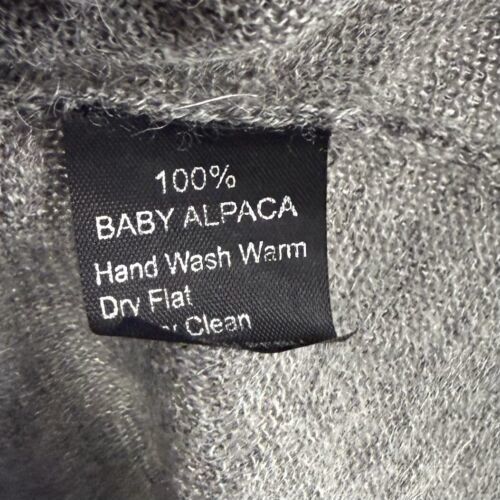 100%
BABY ALPACA
Hand Wash Warm
Dry Flat
Clean